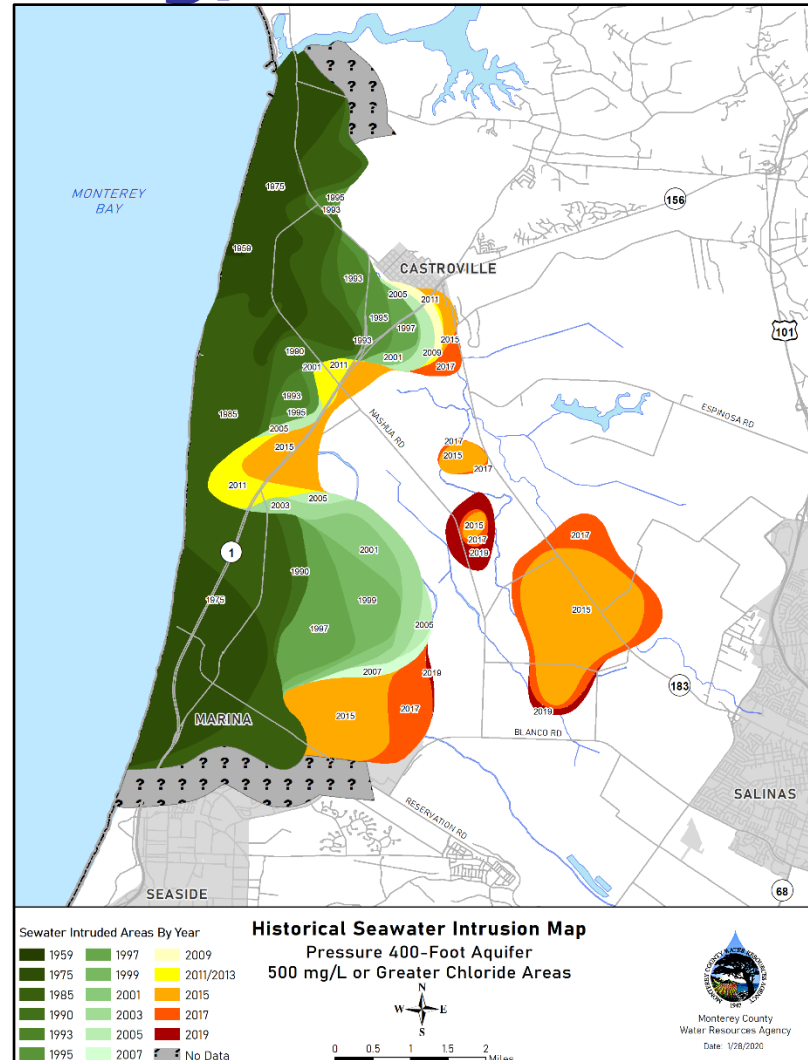 ? ?
? ? ?
? ?
?
1975
MONTEREY
BAY
1995
1993
156
1959
CASTROVILLE
1993
2005
2011
1995
1997
101
1993
2015
1990
2001
2011
2001
2009
2017
1993
1985
1995
NASHUA RD
ESPINOSA RD
2005
2015
2017
2015
2017
2011
2003
2005
2015
2017
2017
2019
1
2001
1990
1975
1999
2015
1997
2005
2007
2019
183
MARINA
2015
2017
2019
BLANCO RD
? ? ? ?
? ? ? ? ? ?
? ? ? ? ? ?
SALINAS
RESERVATION RD
68
SEASIDE
Sewater Intruded Areas By Year
1959
1975
1985
1990
1993
1995
1997
1999
2001
2003
2005
2007
2009
2011/2013
2015
2017
2019
No Data
Historical Seawater Intrusion Map
Pressure 400-Foot Aquifer
500 mg/L or Greater Chloride Areas
N
W E
S
0 0.5 1 1.5 2
Miles
MONTEREY COUNTY WATER RESOURCES AGENCY
1947
Monterey County
Water Resources Agency
Date: 1/28/2020